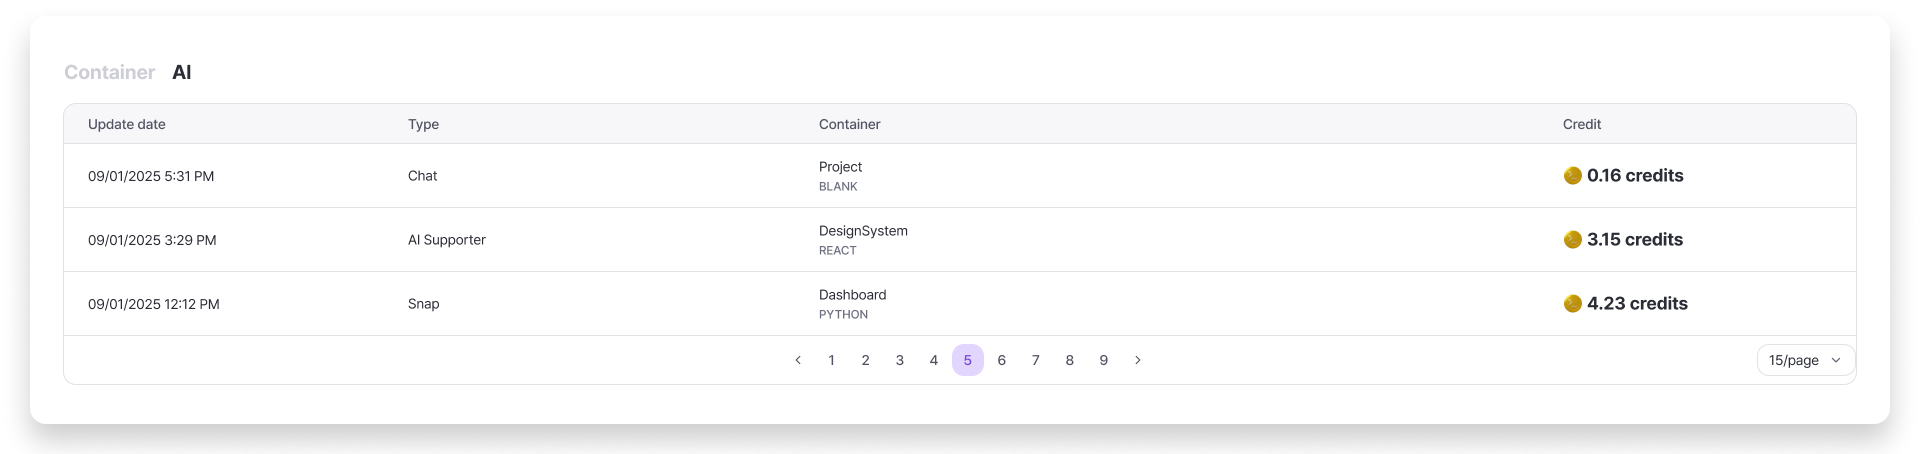 Container AI
Update date Type Container Credit
09/01/2025 5:31 PM Chat Project BLANK 0.16 credits
09/01/2025 3:29 PM AI Supporter DesignSystem REACT 3.15 credits
09/01/2025 12:12 PM Snap Dashboard PYTHON 4.23 credits
1 2 3 4 5 6 7 8 9 15/page